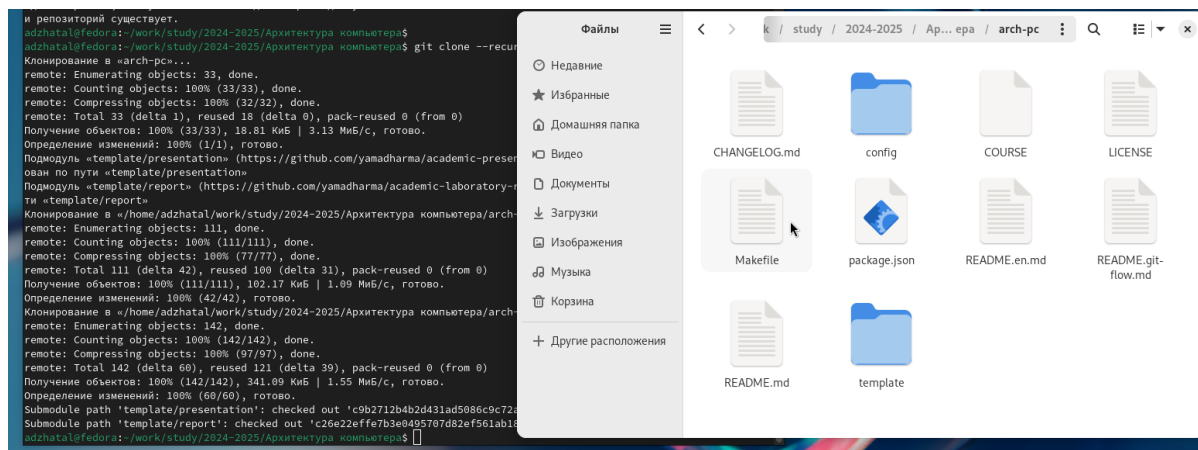 и репозиторий существует.
adzhatal@fedora:~/work/study/2024-2025/Архитектура компьютера$
adzhatal@fedora:~/work/study/2024-2025/Архитектура компьютера$ git clone --recur
Клонирование в «arch-pc»...
remote: Enumerating objects: 33, done.
remote: Counting objects: 100% (33/33), done.
remote: Compressing objects: 100% (32/32), done.
remote: Total 33 (delta 1), reused 18 (delta 0), pack-reused 0 (from 0)
Получение объектов: 100% (33/33), 18.81 КиБ | 3.13 МиБ/с, готово.
Определение изменений: 100% (1/1), готово.
Подмодуль «template/presentation» (https://github.com/yamadharma/academic-presen
ован по пути «template/presentation»
Подмодуль «template/report» (https://github.com/yamadharma/academic-laboratory-r
ти «template/report»
Клонирование в «/home/adzhatal/work/study/2024-2025/Архитектура компьютера/arch-
remote: Enumerating objects: 111, done.
remote: Counting objects: 100% (111/111), done.
remote: Compressing objects: 100% (77/77), done.
remote: Total 111 (delta 42), reused 100 (delta 31), pack-reused 0 (from 0)
Получение объектов: 100% (111/111), 102.17 КиБ | 1.09 МиБ/с, готово.
Определение изменений: 100% (42/42), готово.
Клонирование в «/home/adzhatal/work/study/2024-2025/Архитектура компьютера/arch-
remote: Enumerating objects: 142, done.
remote: Counting objects: 100% (142/142), done.
remote: Compressing objects: 100% (97/97), done.
remote: Total 142 (delta 60), reused 121 (delta 39), pack-reused 0 (from 0)
Получение объектов: 100% (142/142), 341.09 КиБ | 1.55 МиБ/с, готово.
Определение изменений: 100% (60/60), готово.
Submodule path 'template/presentation': checked out 'c9b2712b4b2d431ad5086c9c72a
Submodule path 'template/report': checked out 'c26e22effe7b3e0495707d82ef561ab18
adzhatal@fedora:~/work/study/2024-2025/Архитектура компьютера$
Файлы
Недавние
Избранные
Домашняя папка
Видео
Документы
Загрузки
Изображения
Музыка
Корзина
Другие расположения
k / study / 2024-2025 / Ар... ера / arch-pc
CHANGELOG.md
config
COURSE
LICENSE
Makefile
package.json
README.en.md
README.git-
flow.md
README.md
template